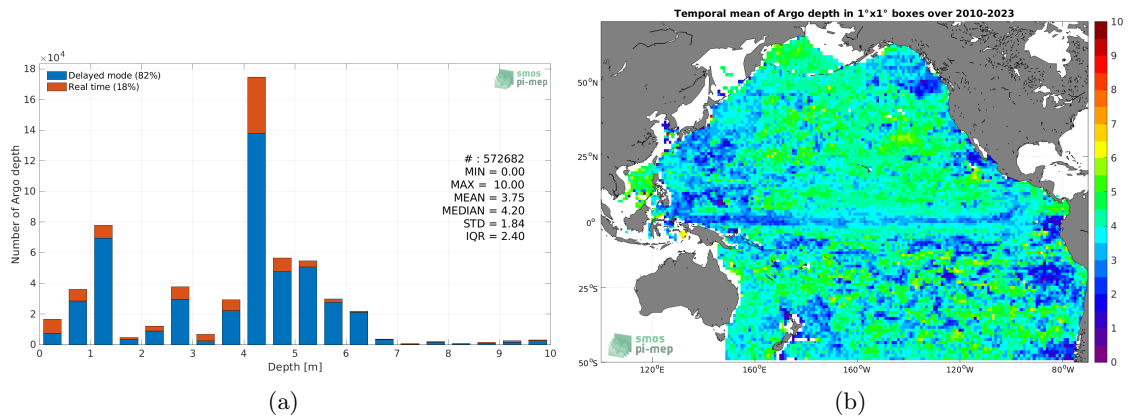 ×10⁴
Delayed mode (82%)
Real time (18%)
smos
pi-mep
# : 572682
MIN = 0.00
MAX = 10.00
MEAN = 3.75
MEDIAN = 4.20
STD = 1.84
IQR = 2.40
18
16
14
12
10
8
6
4
2
0
Number of Argo depth
0 1 2 3 4 5 6 7 8 9 10
Depth [m]
(a)
Temporal mean of Argo depth in 1°x1° boxes over 2010-2023
50°N
25°N
0°
25°S
50°S
120°E 160°E 160°W 120°W 80°W
smos
pi-mep
10
9
8
7
6
5
4
3
2
1
0
(b)